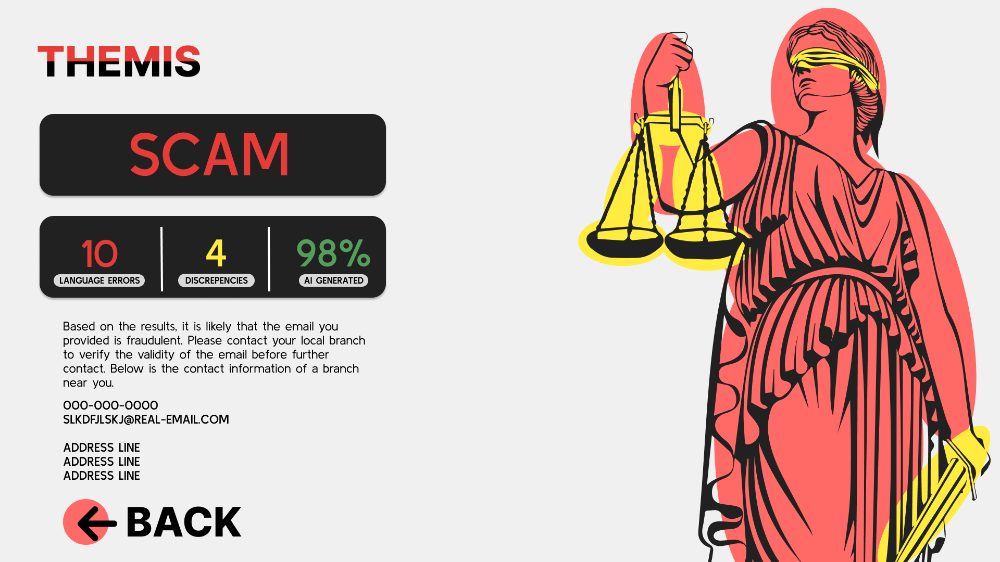 THEMIS
SCAM
10
LANGUAGE ERRORS
4
DISCREPENCIES
98%
AI GENERATED
Based on the results, it is likely that the email you
provided is fraudulent. Please contact your local branch
to verify the validity of the email before further
contact. Below is the contact information of a branch
near you.
000-000-0000
SLKDFJLSKJ@REAL-EMAIL.COM
ADDRESS LINE
ADDRESS LINE
ADDRESS LINE
BACK